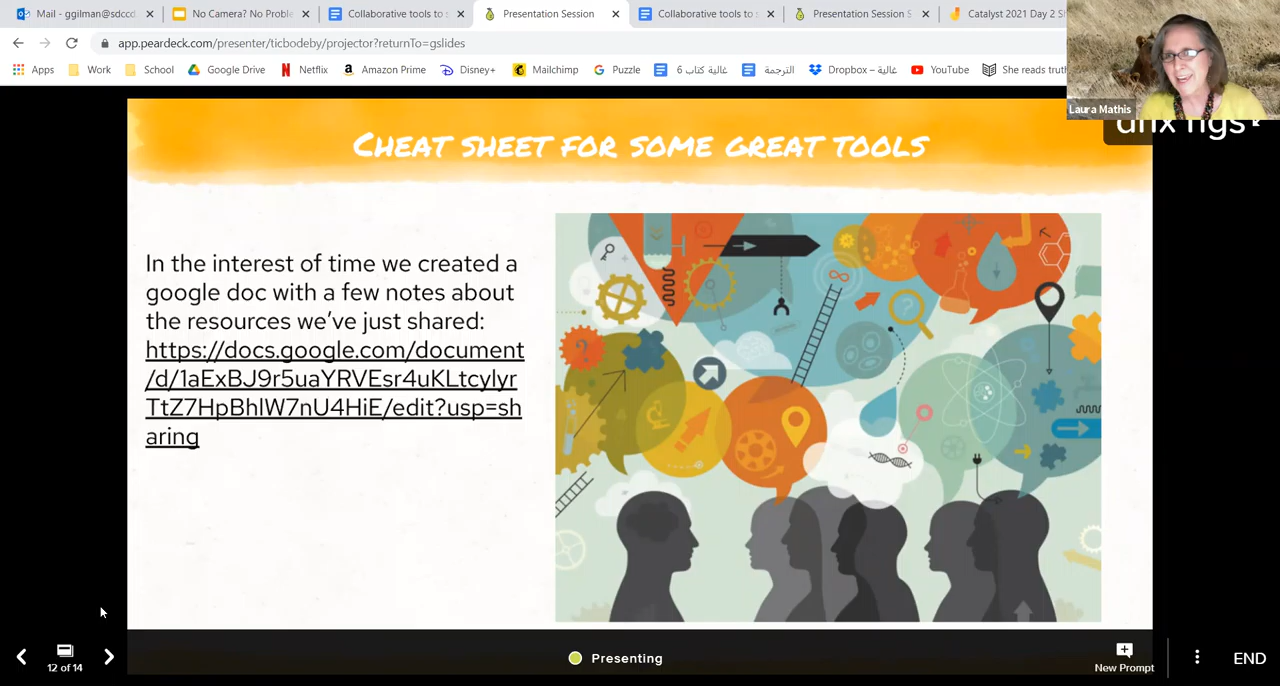 Mail - ggilman@sdccd
No Camera? No Proble
Collaborative tools to s
Presentation Session
Collaborative tools to s
Presentation Session S
Catalyst 2021 Day 2 S
app.peardeck.com/presenter/ticbodeby/projector?returnTo=gslides
Apps
Work
School
Google Drive
Netflix
Amazon Prime
Disney+
Mailchimp
Puzzle
غالية كتاب 6
الترجمة
Dropbox – غالية
YouTube
She reads trut
Laura Mathis
CHEAT SHEET FOR SOME GREAT TOOLS
In the interest of time we created a
google doc with a few notes about
the resources we've just shared:
https://docs.google.com/document
/d/1aExBJ9r5uaYRVEsr4uKLtcylyr
TtZ7HpBhlW7nU4HiE/edit?usp=sh
aring
12 of 14
Presenting
New Prompt
END